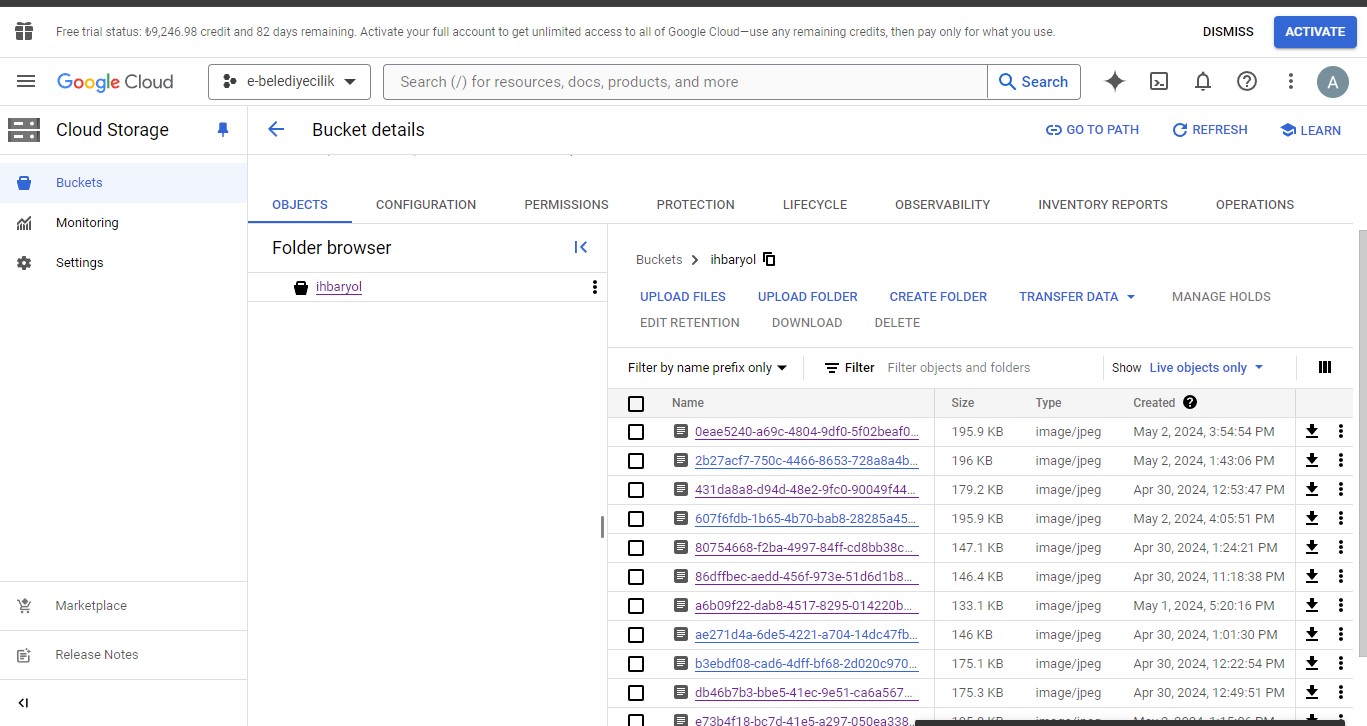 Free trial status: ₺9,246.98 credit and 82 days remaining. Activate your full account to get unlimited access to all of Google Cloud—use any remaining credits, then pay only for what you use.
DISMISS
ACTIVATE
Google Cloud
e-belediyecilik
Search (/) for resources, docs, products, and more
Search
A
Cloud Storage
Bucket details
GO TO PATH
REFRESH
LEARN
Buckets
Monitoring
Settings
Marketplace
Release Notes
OBJECTS
CONFIGURATION
PERMISSIONS
PROTECTION
LIFECYCLE
OBSERVABILITY
INVENTORY REPORTS
OPERATIONS
Folder browser
ihbaryol
Buckets > ihbaryol
UPLOAD FILES
UPLOAD FOLDER
CREATE FOLDER
TRANSFER DATA
MANAGE HOLDS
EDIT RETENTION
DOWNLOAD
DELETE
Filter by name prefix only
Filter
Filter objects and folders
Show Live objects only
Name Size Type Created
0eae5240-a69c-4804-9df0-5f02beaf0... 195.9 KB image/jpeg May 2, 2024, 3:54:54 PM
2b27acf7-750c-4466-8653-728a8a4b... 196 KB image/jpeg May 2, 2024, 1:43:06 PM
431da8a8-d94d-48e2-9fc0-90049f44... 179.2 KB image/jpeg Apr 30, 2024, 12:53:47 PM
607f6fdb-1b65-4b70-bab8-28285a45... 195.9 KB image/jpeg May 2, 2024, 4:05:51 PM
80754668-f2ba-4997-84ff-cd8bb38c... 147.1 KB image/jpeg Apr 30, 2024, 1:24:21 PM
86dffbec-aedd-456f-973e-51d6d1b8... 146.4 KB image/jpeg Apr 30, 2024, 11:18:38 PM
a6b09f22-dab8-4517-8295-014220b... 133.1 KB image/jpeg May 1, 2024, 5:20:16 PM
ae271d4a-6de5-4221-a704-14dc47fb... 146 KB image/jpeg Apr 30, 2024, 1:01:30 PM
b3ebdf08-cad6-4dff-bf68-2d020c970... 175.1 KB image/jpeg Apr 30, 2024, 12:22:54 PM
db46b7b3-bbe5-41ec-9e51-ca6a567... 175.3 KB image/jpeg Apr 30, 2024, 12:49:51 PM
e73b4f18-bc7d-41e5-a297-050ea338...